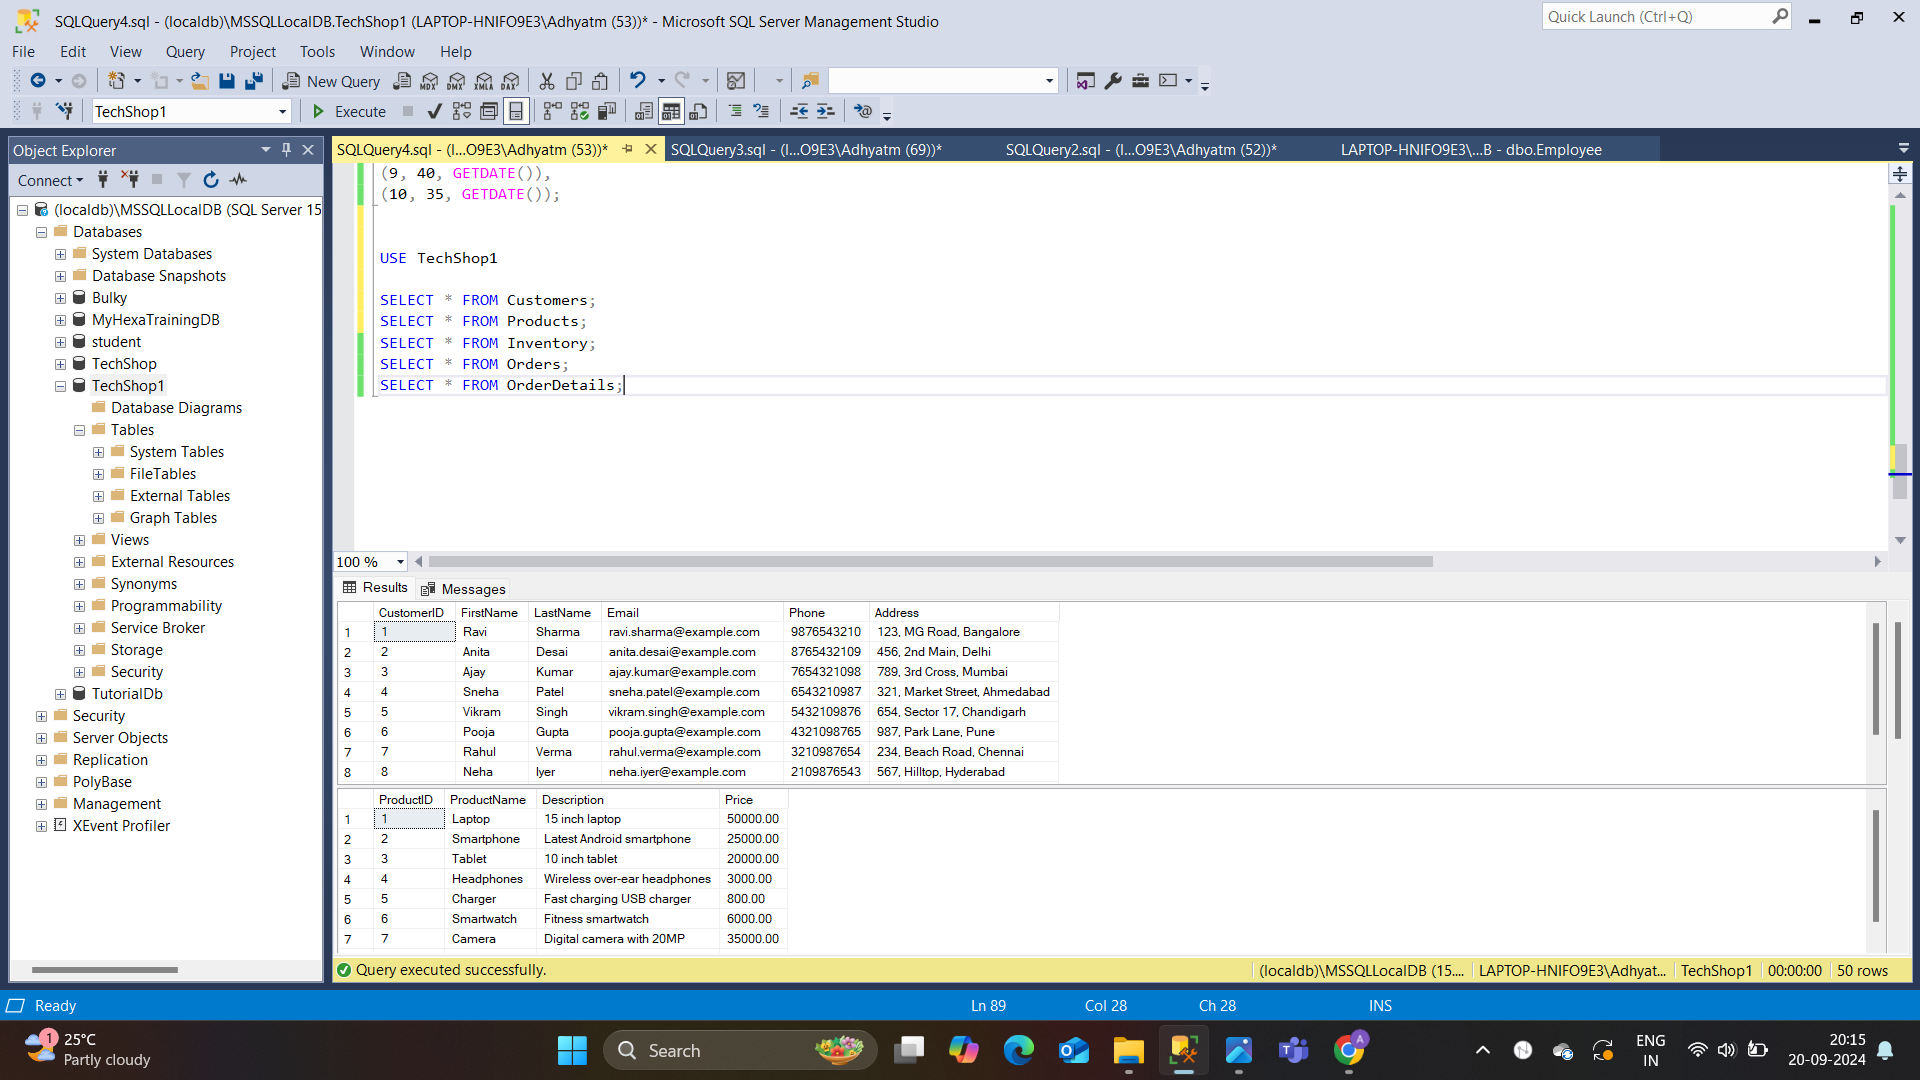 SQLQuery4.sql - (localdb)\MSSQLLocalDB.TechShop1 (LAPTOP-HNIFO9E3\Adhyatm (53))* - Microsoft SQL Server Management Studio
Quick Launch (Ctrl+Q)
File Edit View Query Project Tools Window Help
New Query MDX DMX XMLA DAX
TechShop1 Execute
Object Explorer
SQLQuery4.sql - (l...O9E3\Adhyatm (53))* SQLQuery3.sql - (l...O9E3\Adhyatm (69))* SQLQuery2.sql - (l...O9E3\Adhyatm (52))* LAPTOP-HNIFO9E3\...B - dbo.Employee
Connect
(localdb)\MSSQLLocalDB (SQL Server 15
Databases
System Databases
Database Snapshots
Bulky
MyHexaTrainingDB
student
TechShop
TechShop1
Database Diagrams
Tables
System Tables
FileTables
External Tables
Graph Tables
Views
External Resources
Synonyms
Programmability
Service Broker
Storage
Security
TutorialDb
Security
Server Objects
Replication
PolyBase
Management
XEvent Profiler
(9, 40, GETDATE()),
(10, 35, GETDATE());
USE TechShop1
SELECT * FROM Customers;
SELECT * FROM Products;
SELECT * FROM Inventory;
SELECT * FROM Orders;
SELECT * FROM OrderDetails;
100 %
Results Messages
CustomerID FirstName LastName Email Phone Address
1 1 Ravi Sharma ravi.sharma@example.com 9876543210 123, MG Road, Bangalore
2 2 Anita Desai anita.desai@example.com 8765432109 456, 2nd Main, Delhi
3 3 Ajay Kumar ajay.kumar@example.com 7654321098 789, 3rd Cross, Mumbai
4 4 Sneha Patel sneha.patel@example.com 6543210987 321, Market Street, Ahmedabad
5 5 Vikram Singh vikram.singh@example.com 5432109876 654, Sector 17, Chandigarh
6 6 Pooja Gupta pooja.gupta@example.com 4321098765 987, Park Lane, Pune
7 7 Rahul Verma rahul.verma@example.com 3210987654 234, Beach Road, Chennai
8 8 Neha Iyer neha.iyer@example.com 2109876543 567, Hilltop, Hyderabad
ProductID ProductName Description Price
1 1 Laptop 15 inch laptop 50000.00
2 2 Smartphone Latest Android smartphone 25000.00
3 3 Tablet 10 inch tablet 20000.00
4 4 Headphones Wireless over-ear headphones 3000.00
5 5 Charger Fast charging USB charger 800.00
6 6 Smartwatch Fitness smartwatch 6000.00
7 7 Camera Digital camera with 20MP 35000.00
Query executed successfully. (localdb)\MSSQLLocalDB (15.... LAPTOP-HNIFO9E3\Adhyat... TechShop1 00:00:00 50 rows
Ready Ln 89 Col 28 Ch 28 INS
1 25°C
Partly cloudy
Search
A
ENG
IN
20:15
20-09-2024